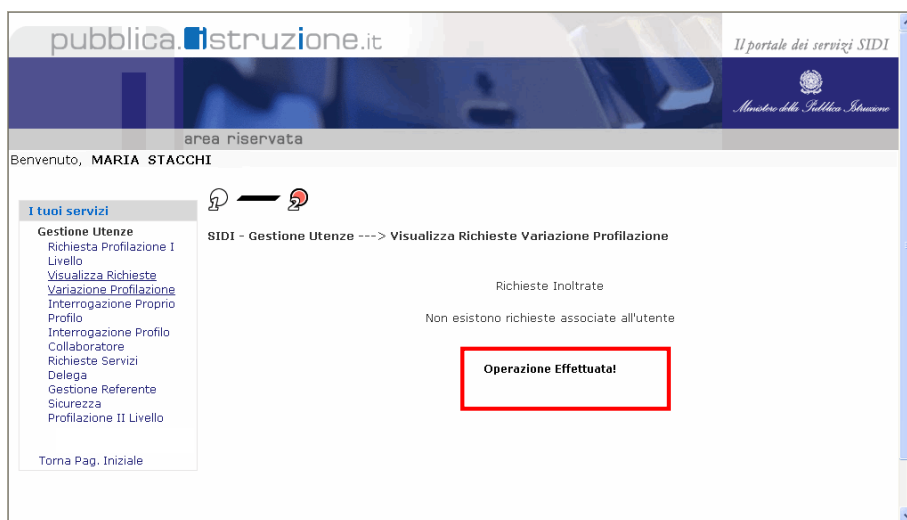 pubblica.istruzione.it
Il portale dei servizi SIDI
Ministero della Pubblica Istruzione
area riservata
Benvenuto, MARIA STACCHI
1 2
I tuoi servizi
Gestione Utenze
Richiesta Profilazione I
Livello
Visualizza Richieste
Variazione Profilazione
Interrogazione Proprio
Profilo
Interrogazione Profilo
Collaboratore
Richieste Servizi
Delega
Gestione Referente
Sicurezza
Profilazione II Livello
Torna Pag. Iniziale
SIDI - Gestione Utenze ---> Visualizza Richieste Variazione Profilazione
Richieste Inoltrate
Non esistono richieste associate all'utente
Operazione Effettuata!